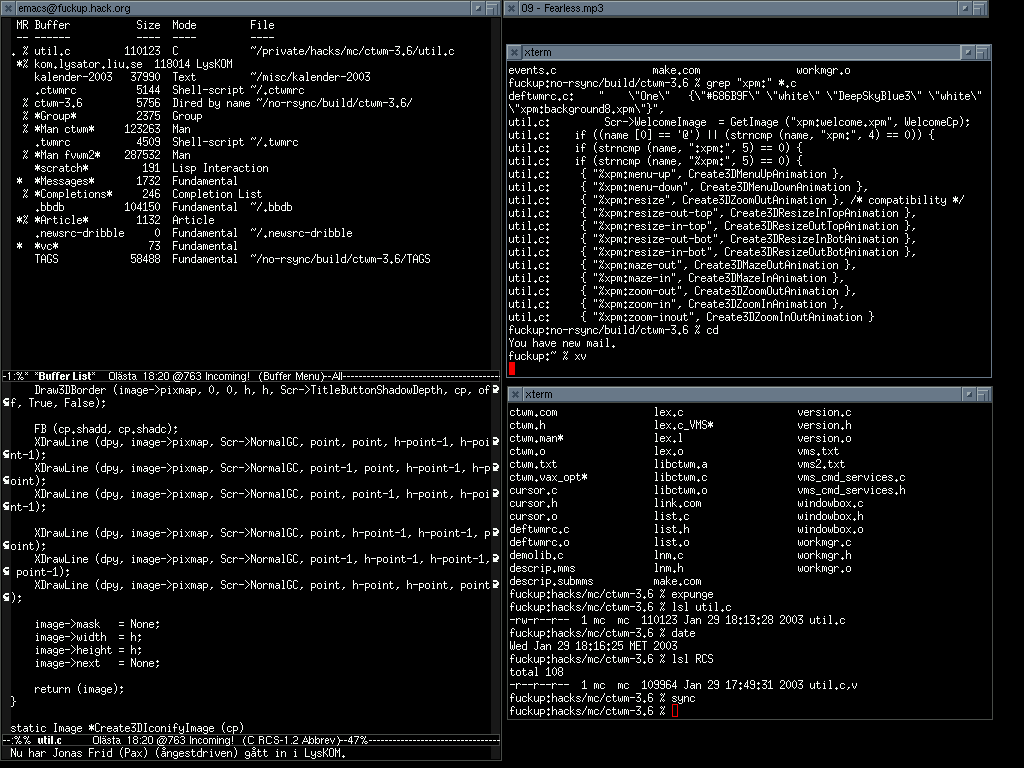 emacs@fuckup.hack.org
MR Buffer           Size  Mode         File
-- ------           ----  ----         ----
. % util.c          110123  C            ~/private/hacks/mc/ctwm-3.6/util.c
*% kom.lysator.liu.se  118014 LysKOM
kalender-2003    37990  Text         ~/misc/kalender-2003
.ctwmrc           5144  Shell-script ~/.ctwmrc
% ctwm-3.6          5756  Dired by name ~/no-rsync/build/ctwm-3.6/
% *Group*           2375  Group
% *Man ctwm*      123263  Man
.twmrc            4509  Shell-script ~/.twmrc
% *Man fvwm2*     287532  Man
*scratch*          191  Lisp Interaction
*  *Messages*        1732  Fundamental
% *Completions*      246  Completion List
.bbdb           104150  Fundamental  ~/.bbdb
*% *Article*         1132  Article
.newsrc-dribble      0  Fundamental  ~/.newsrc-dribble
*  *vc*                73  Fundamental
TAGS             58488  Fundamental  ~/no-rsync/build/ctwm-3.6/TAGS
-1:%*  *Buffer List*    Olästa  18:20 @763 Incoming!  (Buffer Menu)--All------------------------------
Draw3DBorder (image->pixmap, 0, 0, h, h, Scr->TitleButtonShadowDepth, cp, of
f, True, False);
FB (cp.shadd, cp.shadc);
XDrawLine (dpy, image->pixmap, Scr->NormalGC, point, point, h-point-1, h-poi
nt-1);
XDrawLine (dpy, image->pixmap, Scr->NormalGC, point-1, point, h-point-1, h-p
oint);
XDrawLine (dpy, image->pixmap, Scr->NormalGC, point, point-1, h-point, h-poi
nt-1);
XDrawLine (dpy, image->pixmap, Scr->NormalGC, point, h-point-1, h-point-1, p
oint);
XDrawLine (dpy, image->pixmap, Scr->NormalGC, point-1, h-point-1, h-point-1,
point-1);
XDrawLine (dpy, image->pixmap, Scr->NormalGC, point, h-point, h-point, point
);
image->mask   = None;
image->width  = h;
image->height = h;
image->next   = None;
return (image);
}
static Image *Create3DIconifyImage (cp)
--:%%  util.c        Olästa  18:20 @763 Incoming!  (C RCS-1.2 Abbrev)--47%------------------------------
Nu har Jonas Frid (Pax) (ångestdriven) gått in i LysKOM.
09 - Fearless.mp3
xterm
events.c                make.com                workmgr.o
fuckup:no-rsync/build/ctwm-3.6 % grep "xpm:" *.c
deftwmrc.c:    "    \"One\"    {\"#686B9F\" \"white\" \"DeepSkyBlue3\" \"white\"
\"xpm:background8.xpm\"}",
util.c:         Scr->WelcomeImage  = GetImage ("xpm:welcome.xpm", WelcomeCp);
util.c:    if ((name [0] == '@') || (strncmp (name, "xpm:", 4) == 0)) {
util.c:    if (strncmp (name, ":xpm:", 5) == 0) {
util.c:    if (strncmp (name, "%xpm:", 5) == 0) {
util.c:     { "%xpm:menu-up", Create3DMenuUpAnimation },
util.c:     { "%xpm:menu-down", Create3DMenuDownAnimation },
util.c:     { "%xpm:resize", Create3DZoomOutAnimation }, /* compatibility */
util.c:     { "%xpm:resize-out-top", Create3DResizeInTopAnimation },
util.c:     { "%xpm:resize-in-top", Create3DResizeOutTopAnimation },
util.c:     { "%xpm:resize-out-bot", Create3DResizeInBotAnimation },
util.c:     { "%xpm:resize-in-bot", Create3DResizeOutBotAnimation },
util.c:     { "%xpm:maze-out", Create3DMazeOutAnimation },
util.c:     { "%xpm:maze-in", Create3DMazeInAnimation },
util.c:     { "%xpm:zoom-out", Create3DZoomOutAnimation },
util.c:     { "%xpm:zoom-in", Create3DZoomInAnimation },
util.c:     { "%xpm:zoom-inout", Create3DZoomInOutAnimation }
fuckup:no-rsync/build/ctwm-3.6 % cd
You have new mail.
fuckup:~ % xv
xterm
ctwm.com                lex.c                   version.c
ctwm.h                  lex.c_VMS*              version.h
ctwm.man*               lex.l                   version.o
ctwm.o                  lex.o                   vms.txt
ctwm.txt                libctwm.a               vms2.txt
ctwm.vax_opt*           libctwm.c               vms_cmd_services.c
cursor.c                libctwm.o               vms_cmd_services.h
cursor.h                link.com                windowbox.c
cursor.o                list.c                  windowbox.h
deftwmrc.c              list.h                  windowbox.o
deftwmrc.o              list.o                  workmgr.c
demolib.c               lnm.c                   workmgr.h
descrip.mms             lnm.h                   workmgr.o
descrip.submms          make.com
fuckup:hacks/mc/ctwm-3.6 % expunge
fuckup:hacks/mc/ctwm-3.6 % lsl util.c
-rw-r--r--  1 mc  mc  110123 Jan 29 18:13:28 2003 util.c
fuckup:hacks/mc/ctwm-3.6 % date
Wed Jan 29 18:16:25 MET 2003
fuckup:hacks/mc/ctwm-3.6 % lsl RCS
total 108
-r--r--r--  1 mc  mc  109964 Jan 29 17:49:31 2003 util.c,v
fuckup:hacks/mc/ctwm-3.6 % sync
fuckup:hacks/mc/ctwm-3.6 %